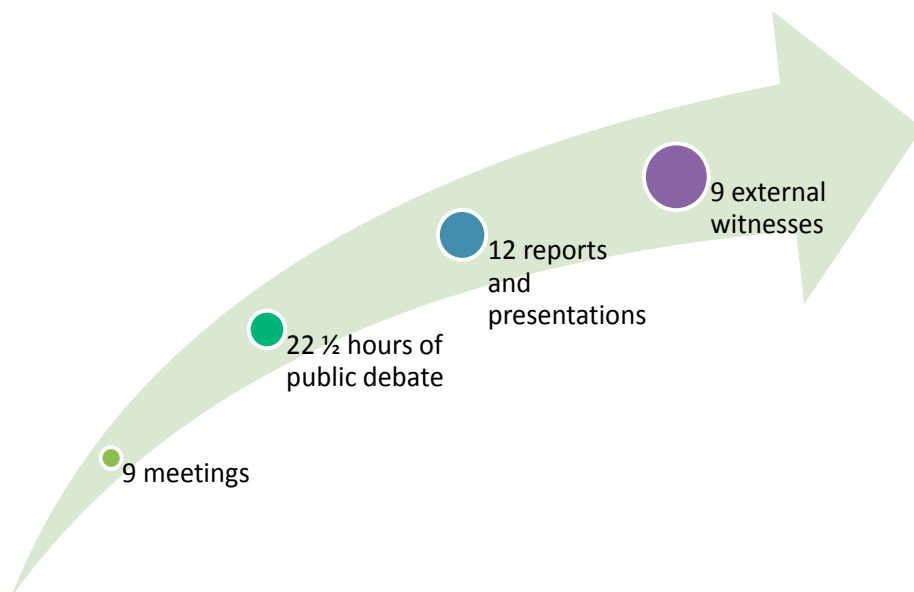 9 meetings
22 ½ hours of
public debate
12 reports
and
presentations
9 external
witnesses